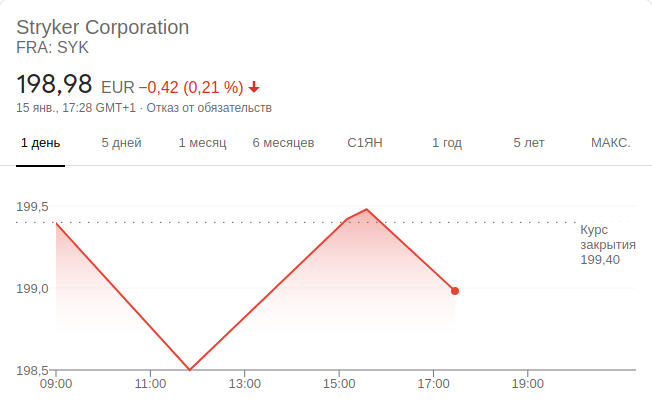 Stryker Corporation
FRA: SYK
198,98 EUR −0,42 (0,21 %)
15 янв., 17:28 GMT+1 · Отказ от обязательств
1 день 5 дней 1 месяц 6 месяцев С1ЯН 1 год 5 лет МАКС.
199,5
Курс
закрытия
199,40
199,0
198,5
09:00 11:00 13:00 15:00 17:00 19:00